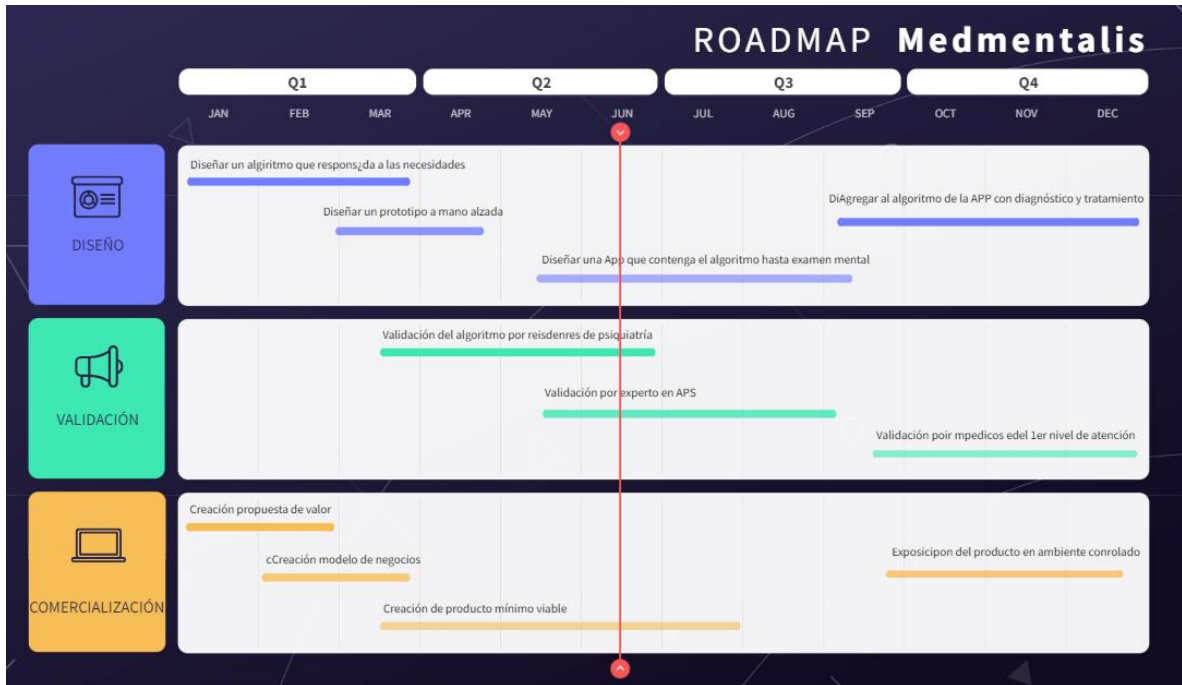 ROADMAP Medmentalis
Q1 Q2 Q3 Q4
JAN FEB MAR APR MAY JUN JUL AUG SEP OCT NOV DEC
DISEÑO
Diseñar un algiritmo que respons¿da a las necesidades
Diseñar un prototipo a mano alzada
DiAgregar al algoritmo de la APP con diagnóstico y tratamiento
Diseñar una App que contenga el algoritmo hasta examen mental
VALIDACIÓN
Validación del algoritmo por reisdenres de psiquiatría
Validación por experto en APS
Validación poir mpedicos edel 1er nivel de atención
COMERCIALIZACIÓN
Creación propuesta de valor
cCreación modelo de negocios
Exposicipon del producto en ambiente conrolado
Creación de producto mínimo viable